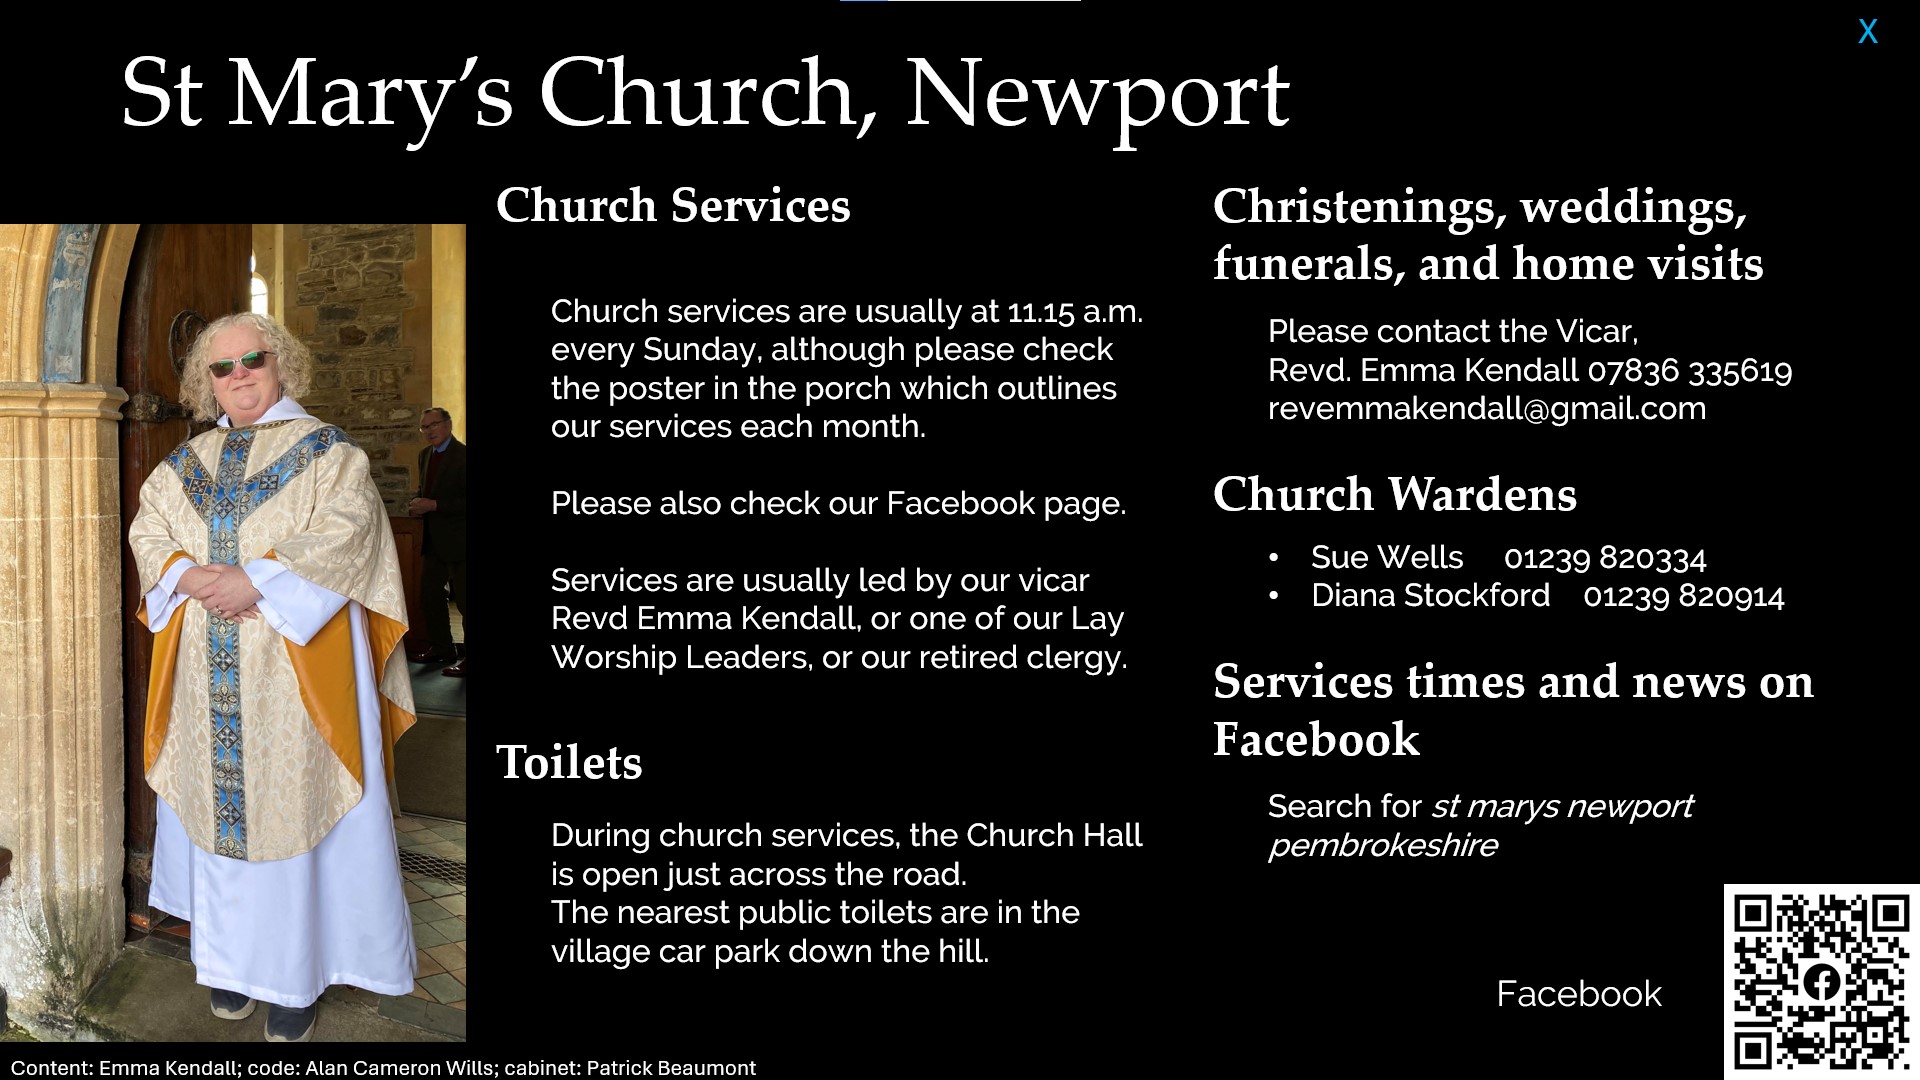 St Mary’s Church, Newport
X
Church Services
Church services are usually at 11.15 a.m.
every Sunday, although please check
the poster in the porch which outlines
our services each month.
Please also check our Facebook page.
Services are usually led by our vicar
Revd Emma Kendall, or one of our Lay
Worship Leaders, or our retired clergy.
Toilets
During church services, the Church Hall
is open just across the road.
The nearest public toilets are in the
village car park down the hill.
Christenings, weddings,
funerals, and home visits
Please contact the Vicar,
Revd. Emma Kendall 07836 335619
revemmakendall@gmail.com
Church Wardens
• Sue Wells 01239 820334
• Diana Stockford 01239 820914
Services times and news on
Facebook
Search for st marys newport
pembrokeshire
Facebook
Content: Emma Kendall; code: Alan Cameron Wills; cabinet: Patrick Beaumont